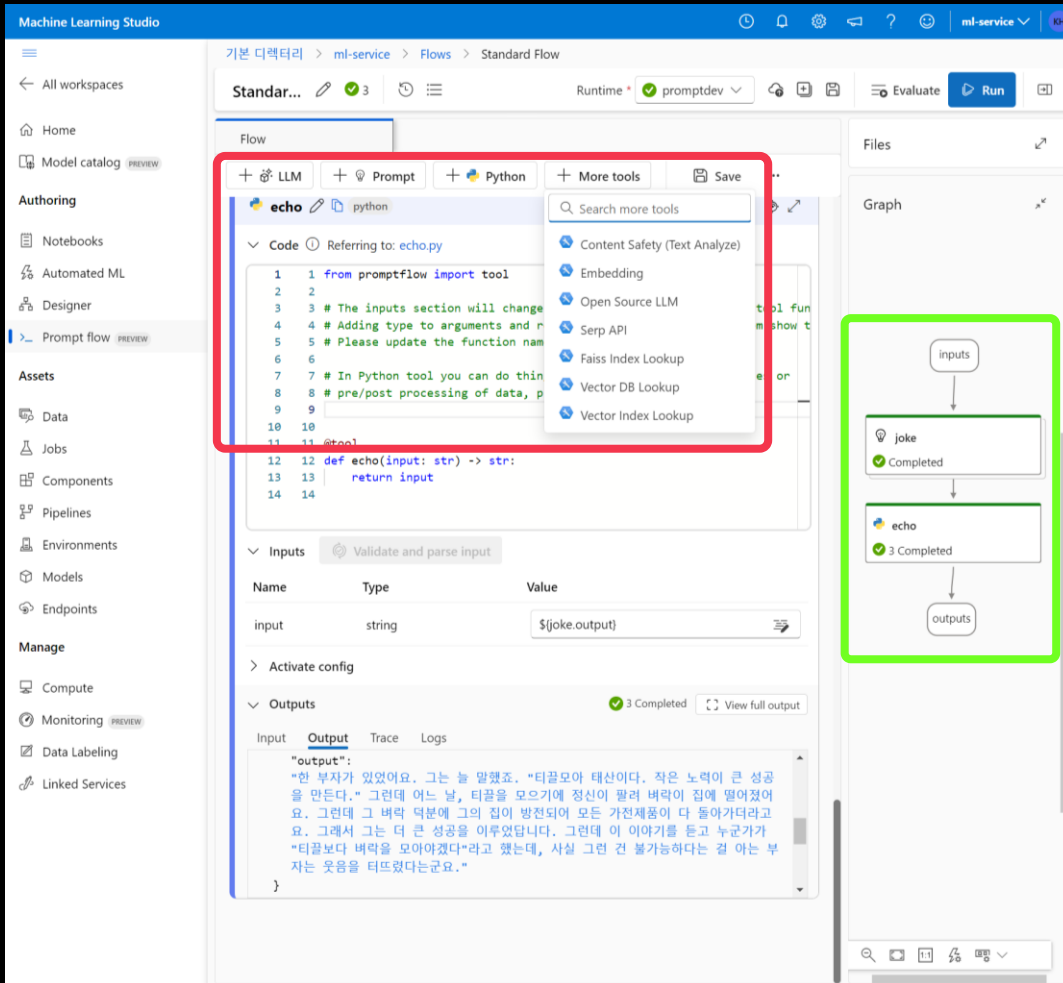 Machine Learning Studio
ml-service
KH
All workspaces
Home
Model catalog PREVIEW
Authoring
Notebooks
Automated ML
Designer
Prompt flow PREVIEW
Assets
Data
Jobs
Components
Pipelines
Environments
Models
Endpoints
Manage
Compute
Monitoring PREVIEW
Data Labeling
Linked Services
기본 디렉터리 > ml-service > Flows > Standard Flow
Standar... 3
Runtime * promptdev
Evaluate
Run
Flow
+ LLM + Prompt + Python + More tools Save ...
echo python
Code Referring to: echo.py
1 1 from promptflow import tool
2 2
3 3 # The inputs section will change tool fun
4 4 # Adding type to arguments and r m show t
5 5 # Please update the function nam
6 6
7 7 # In Python tool you can do thin es or
8 8 # pre/post processing of data, p
9 9
10 10
11 11 @tool
12 12 def echo(input: str) -> str:
13 13 return input
14 14
Search more tools
Content Safety (Text Analyze)
Embedding
Open Source LLM
Serp API
Faiss Index Lookup
Vector DB Lookup
Vector Index Lookup
Inputs Validate and parse input
Name Type Value
input string ${joke.output}
Activate config
Outputs 3 Completed View full output
Input Output Trace Logs
"output":
"한 부자가 있었어요. 그는 늘 말했죠. "티끌모아 태산이다. 작은 노력이 큰 성공
을 만든다." 그런데 어느 날, 티끌을 모으기에 정신이 팔려 벼락이 집에 떨어졌어
요. 그런데 그 벼락 덕분에 그의 집이 방전되어 모든 가전제품이 다 돌아가더라고
요. 그래서 그는 더 큰 성공을 이루었답니다. 그런데 이 이야기를 듣고 누군가가
"티끌보다 벼락을 모아야겠다"라고 했는데, 사실 그런 건 불가능하다는 걸 아는 부
자는 웃음을 터뜨렸다는군요."
}
Files
Graph
inputs
joke
Completed
echo
3 Completed
outputs
1:1